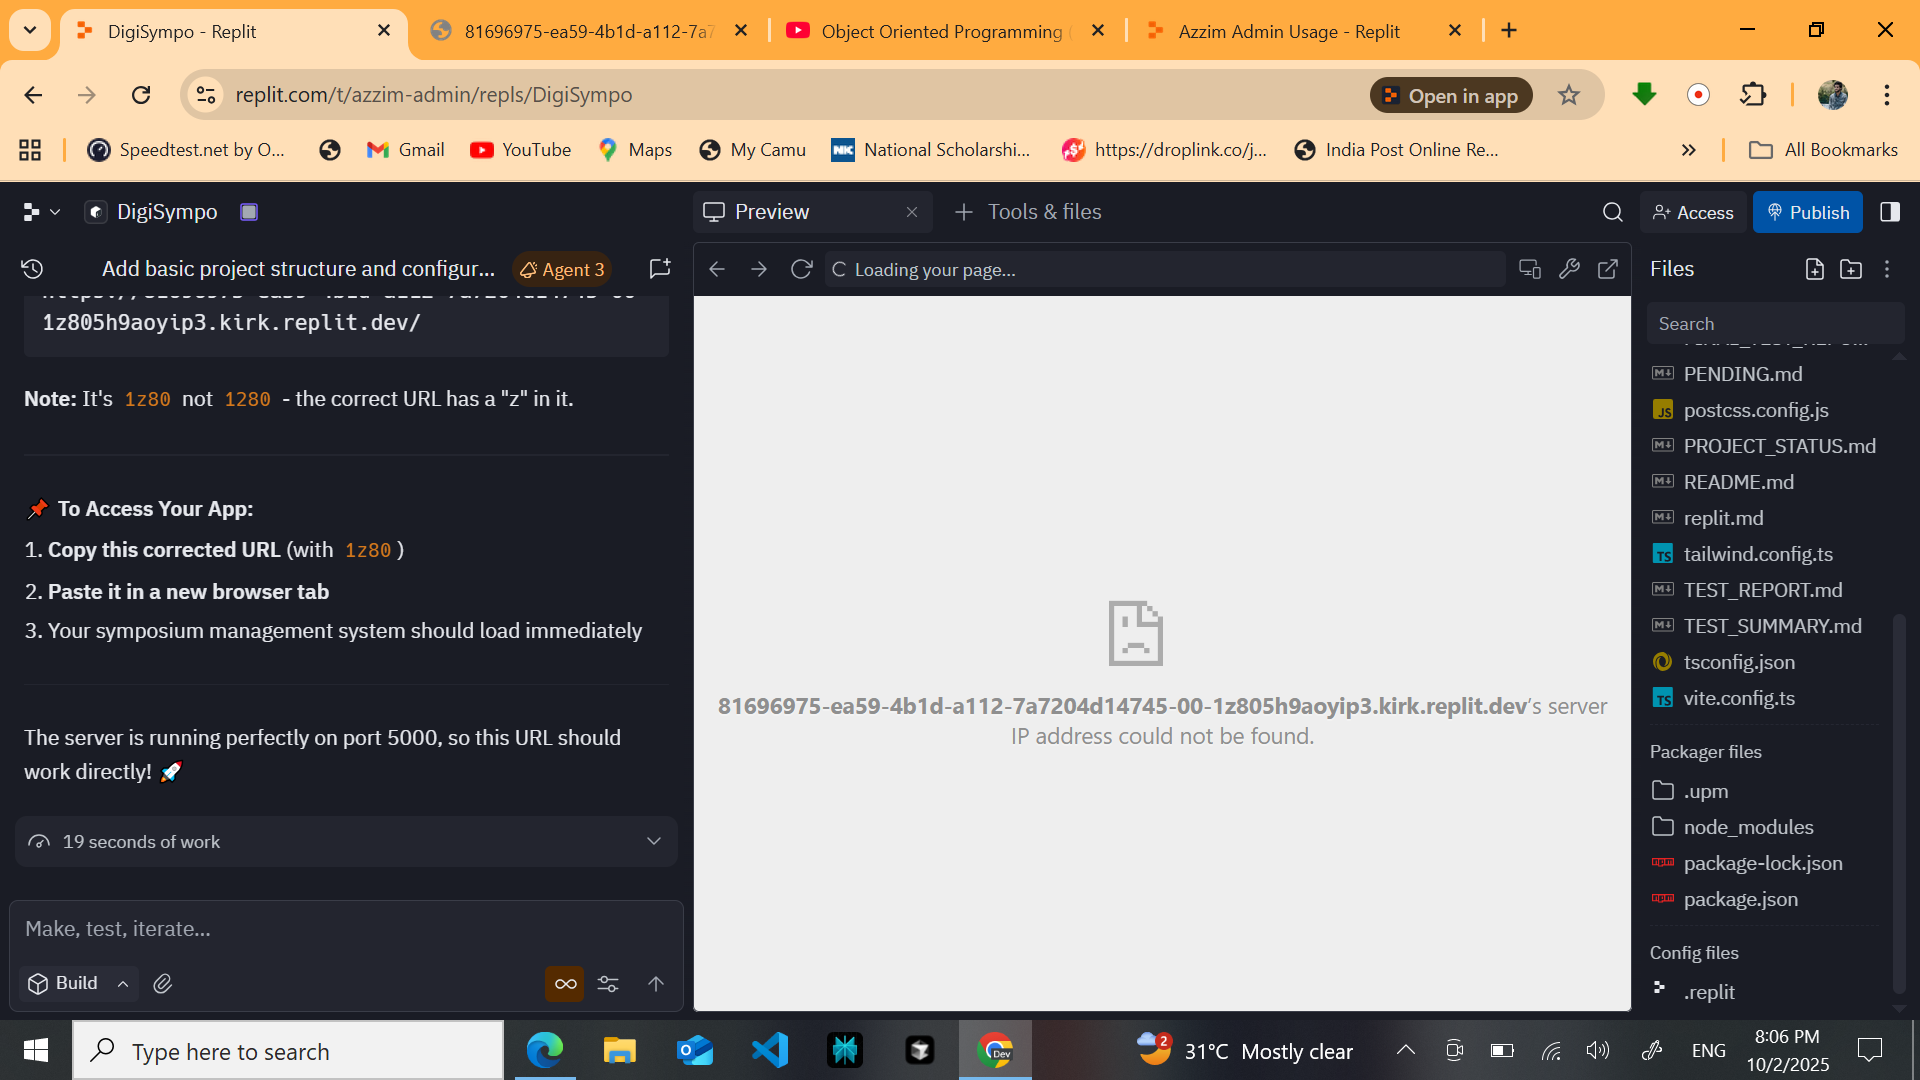 DigiSympo - Replit
81696975-ea59-4b1d-a112-7a7
Object Oriented Programming
Azzim Admin Usage - Replit
replit.com/t/azzim-admin/repls/DigiSympo
Open in app
Speedtest.net by O...
Gmail
YouTube
Maps
My Camu
NK
National Scholarshi...
https://droplink.co/j...
India Post Online Re...
All Bookmarks
DigiSympo
Preview
Tools & files
Access
Publish
Add basic project structure and configur...
Agent 3
Loading your page...
Files
1z805h9aoyip3.kirk.replit.dev/
Note: It's 1z80 not 1280 - the correct URL has a "z" in it.
To Access Your App:
1. Copy this corrected URL (with 1z80)
2. Paste it in a new browser tab
3. Your symposium management system should load immediately
The server is running perfectly on port 5000, so this URL should
work directly!
19 seconds of work
Make, test, iterate...
Build
81696975-ea59-4b1d-a112-7a7204d14745-00-1z805h9aoyip3.kirk.replit.dev's server
IP address could not be found.
Search
PENDING.md
JS postcss.config.js
PROJECT_STATUS.md
README.md
replit.md
TS tailwind.config.ts
TEST_REPORT.md
TEST_SUMMARY.md
tsconfig.json
TS vite.config.ts
Packager files
.upm
node_modules
package-lock.json
package.json
Config files
.replit
Type here to search
Dev
2
31°C Mostly clear
ENG
8:06 PM
10/2/2025